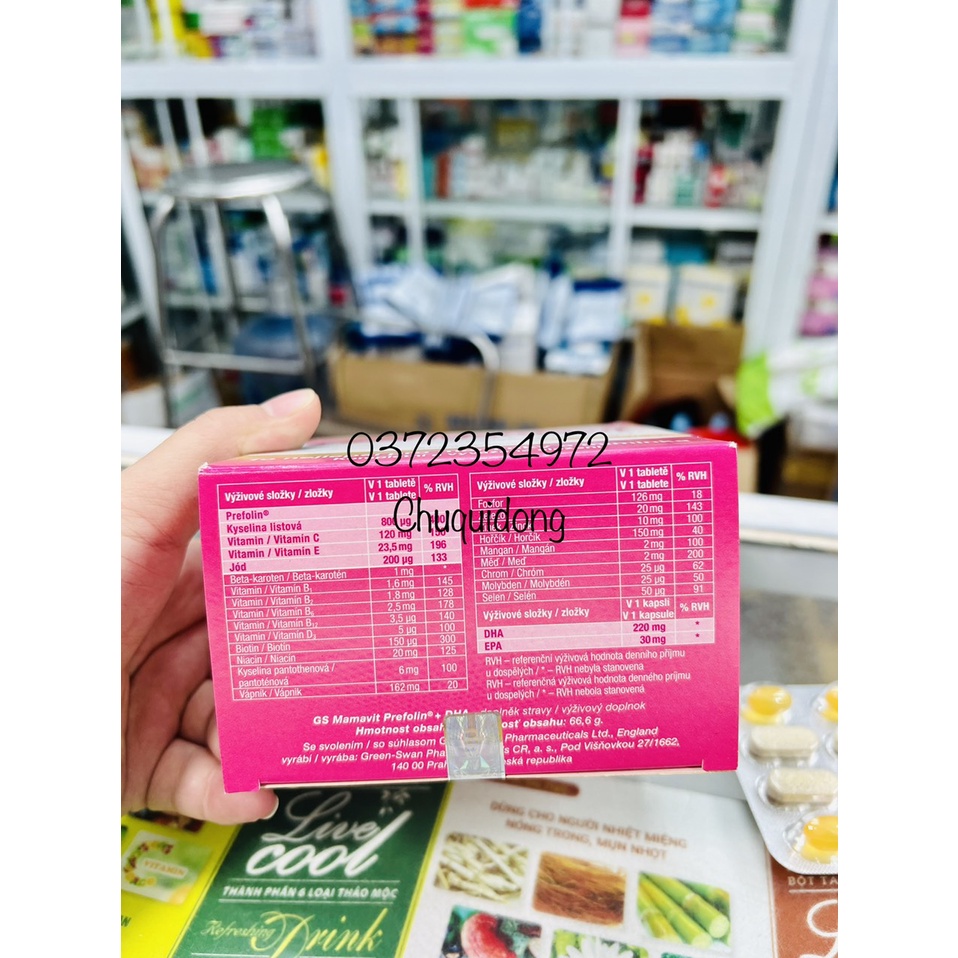 0372354972
Chuquidong
Výživové složky / zložky
V 1 tabletě
V 1 tablete
% RVH
Prefolin®
Kyselina listová
Vitamin / Vitamín C 120 mg
Vitamin / Vitamín E 23,5 mg 196
Jód 200 µg 133
Beta-karoten / Beta-karotén 1 mg *
Vitamin / Vitamín B₁ 1,6 mg 145
Vitamin / Vitamín B₂ 1,8 mg 128
Vitamin / Vitamín B₆ 2,5 mg 178
Vitamin / Vitamín B₁₂ 3,5 µg 140
Vitamin / Vitamín D₃ 5 µg 100
Biotin / Biotín 150 µg 300
Niacin / Niacín 20 mg 125
Kyselina pantothenová /
pantoténová 6 mg 100
Vápník / Vápnik 162 mg 20
Výživové složky / zložky
V 1 tabletě
V 1 tablete
% RVH
Fosfor 126 mg 18
20 mg 143
10 mg 100
Hořčík / Horčík 150 mg 40
Mangan / Mangán 2 mg 100
Měď / Meď 2 mg 200
Chrom / Chróm 25 µg 62
Molybden / Molybdén 25 µg 50
Selen / Selén 50 µg 91
Výživové složky / zložky
V 1 kapsli
V 1 kapsule
% RVH
DHA 220 mg *
EPA 30 mg *
RVH – referenční výživová hodnota denního příjmu
u dospělých / * – RVH nebyla stanovena
RVH – referenčná výživová hodnota denného príjmu
u dospelých / * – RVH nebola stanovená
GS Mamavit Prefolin® + DHA doplněk stravy / výživový doplnok
Hmotnost obsahu 66,6 g.
Se svolením / so súhlasom Pharmaceuticals Ltd., England
vyrábí / vyrába: Green-Swan CR, a. s., Pod Višňovkou 27/1662,
140 00 republika
Live
cool
THÀNH PHẦN 6 LOẠI THẢO MỘC
Refreshing
Drink
DÙNG CHO NGƯỜI NHIỆT MIỆNG
NÓNG TRONG, MỤN NHỌT
VITAMIN
BỘT